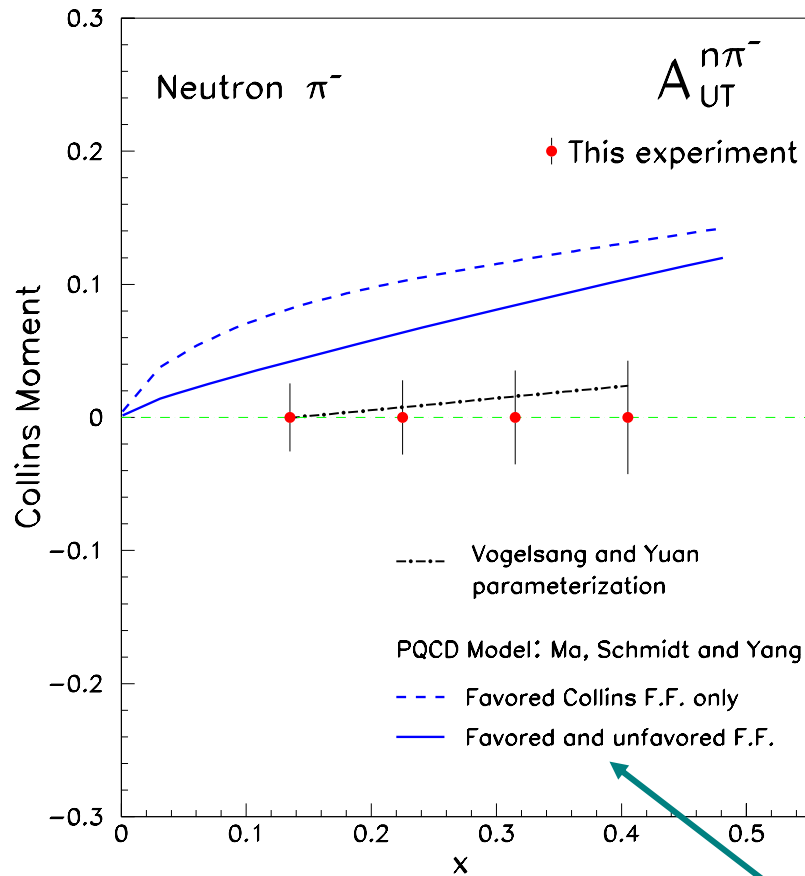 0.3
Neutron π⁻
A_UT^nπ⁻
0.2
This experiment
0.1
Collins Moment
0
−0.1
Vogelsang and Yuan
parameterization
PQCD Model: Ma, Schmidt and Yang
−0.2
Favored Collins F.F. only
Favored and unfavored F.F.
−0.3
0 0.1 0.2 0.3 0.4 0.5
x